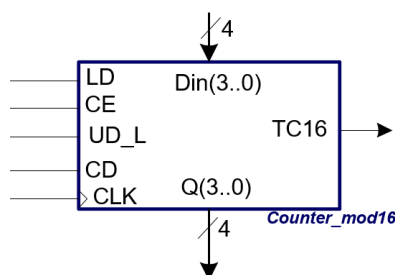 4
LD
Din(3..0)
CE
TC16
UD_L
CD
Q(3..0)
CLK
Counter_mod16
4